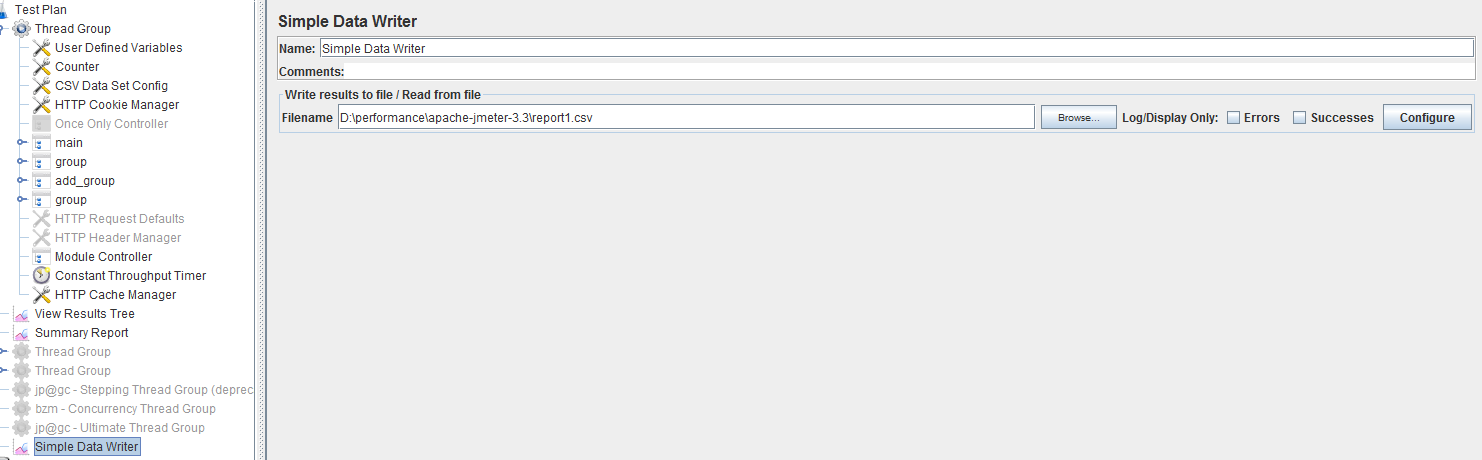 Test Plan
Thread Group
User Defined Variables
Counter
CSV Data Set Config
HTTP Cookie Manager
Once Only Controller
main
group
add_group
group
HTTP Request Defaults
HTTP Header Manager
Module Controller
Constant Throughput Timer
HTTP Cache Manager
View Results Tree
Summary Report
Thread Group
Thread Group
jp@gc - Stepping Thread Group (deprec
bzm - Concurrency Thread Group
jp@gc - Ultimate Thread Group
Simple Data Writer
Simple Data Writer
Name: Simple Data Writer
Comments:
Write results to file / Read from file
Filename D:\performance\apache-jmeter-3.3\report1.csv Browse... Log/Display Only: Errors Successes Configure